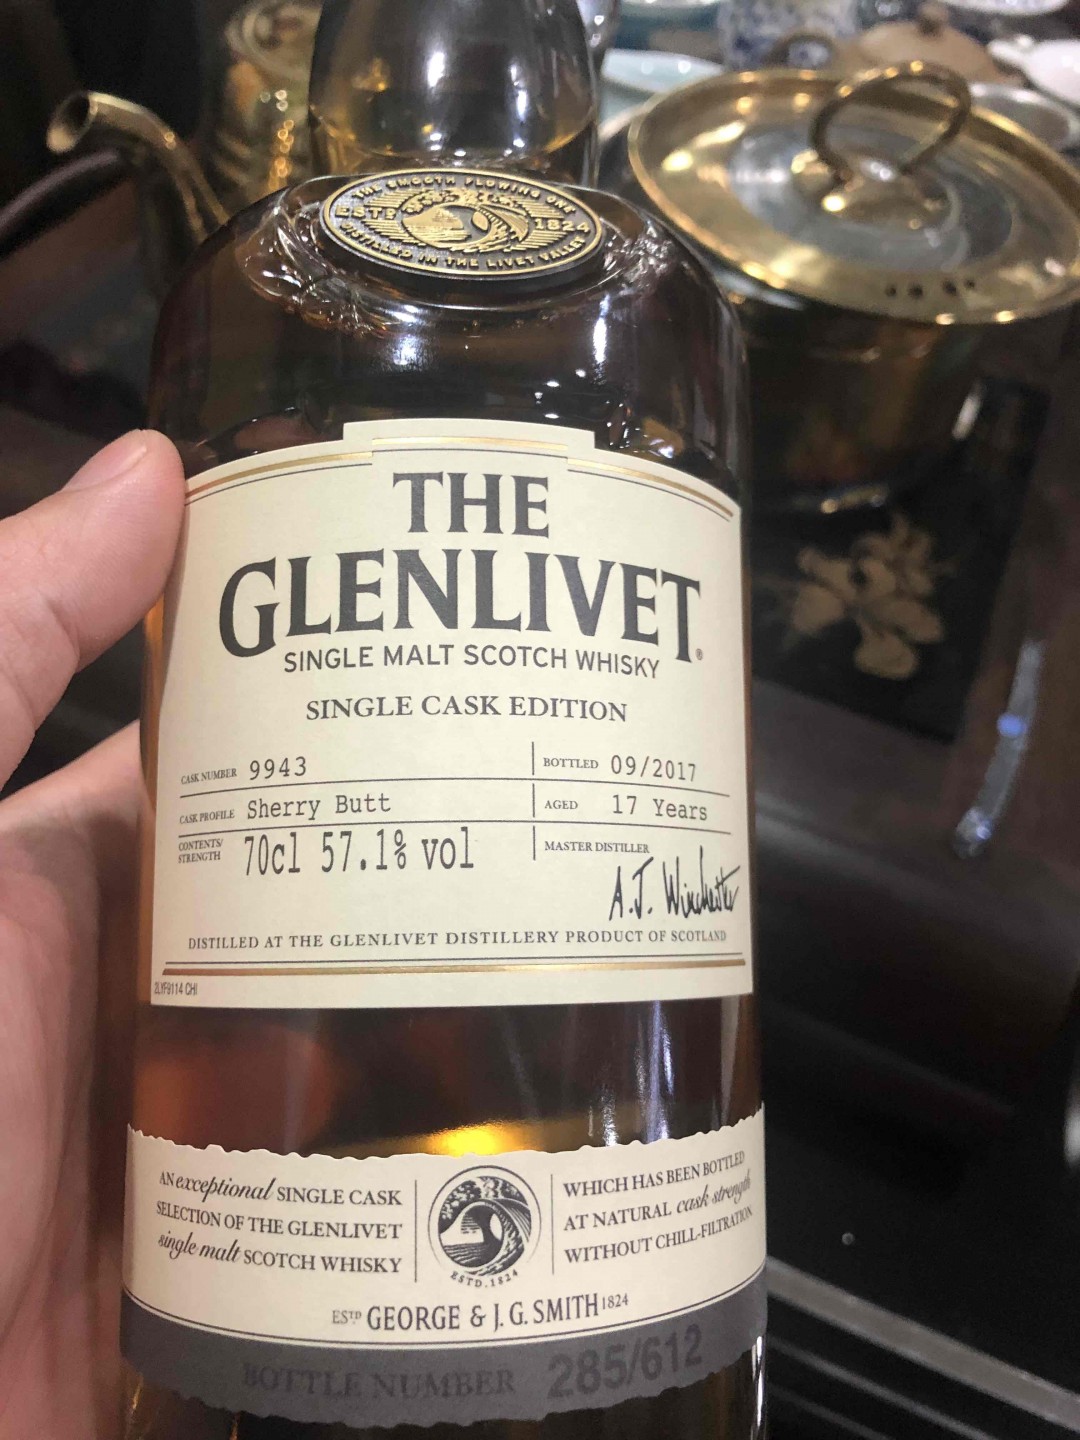 THE SMOOTH FLOWING ONE
ESTD 1824
DISTILLED IN THE LIVET VALLEY
THE
GLENLIVET®
SINGLE MALT SCOTCH WHISKY
SINGLE CASK EDITION
CASK NUMBER 9943
BOTTLED 09/2017
CASK PROFILE Sherry Butt
AGED 17 Years
CONTENTS/
STRENGTH 70cl 57.1% vol
MASTER DISTILLER
A.J. Winchester
DISTILLED AT THE GLENLIVET DISTILLERY PRODUCT OF SCOTLAND
2LYF9114 CHI
AN exceptional SINGLE CASK
SELECTION OF THE GLENLIVET
single malt SCOTCH WHISKY
ESTD. 1824
WHICH HAS BEEN BOTTLED
AT NATURAL cask strength
WITHOUT CHILL-FILTRATION
ESTD GEORGE & J. G. SMITH 1824
BOTTLE NUMBER 285/612